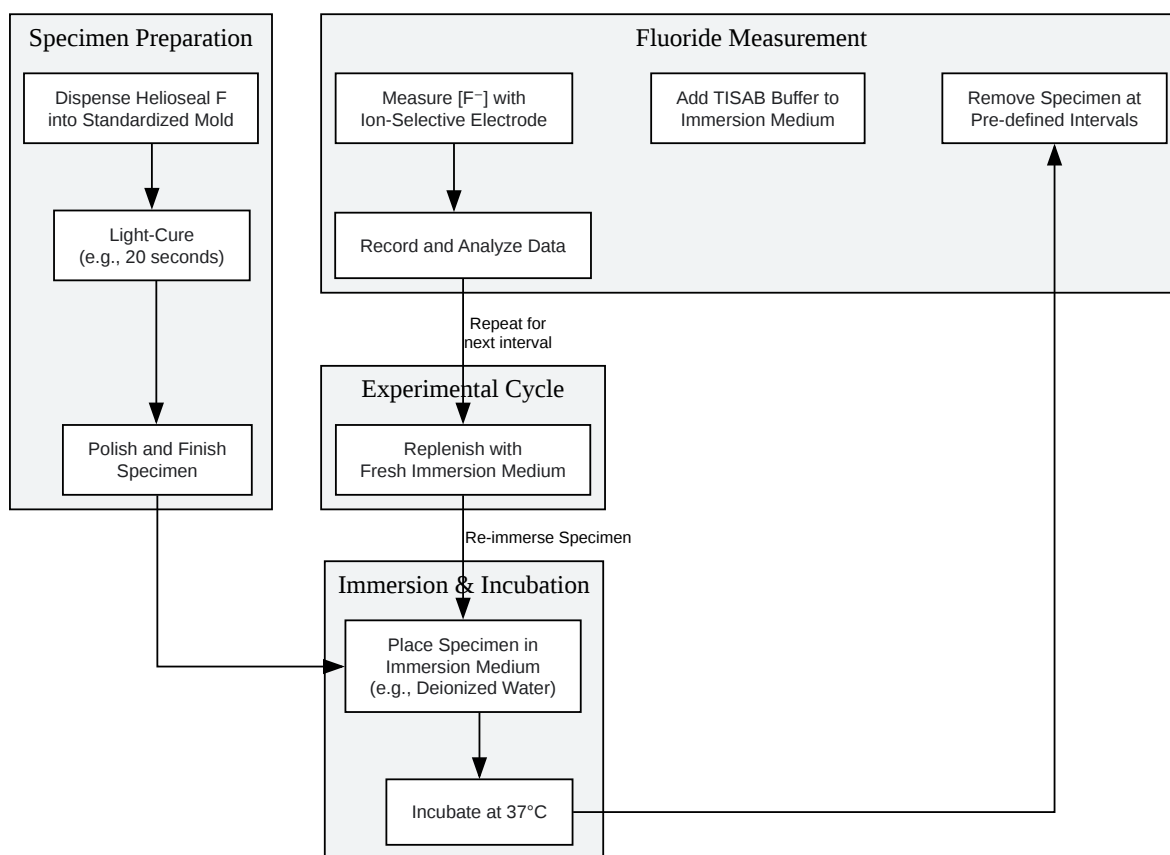 Specimen Preparation
Dispense Helioseal F
into Standardized Mold
Light-Cure
(e.g., 20 seconds)
Polish and Finish
Specimen
Fluoride Measurement
Measure [F⁻] with
Ion-Selective Electrode
Add TISAB Buffer to
Immersion Medium
Remove Specimen at
Pre-defined Intervals
Record and Analyze Data
Repeat for
next interval
Experimental Cycle
Replenish with
Fresh Immersion Medium
Re-immerse Specimen
Immersion & Incubation
Place Specimen in
Immersion Medium
(e.g., Deionized Water)
Incubate at 37°C